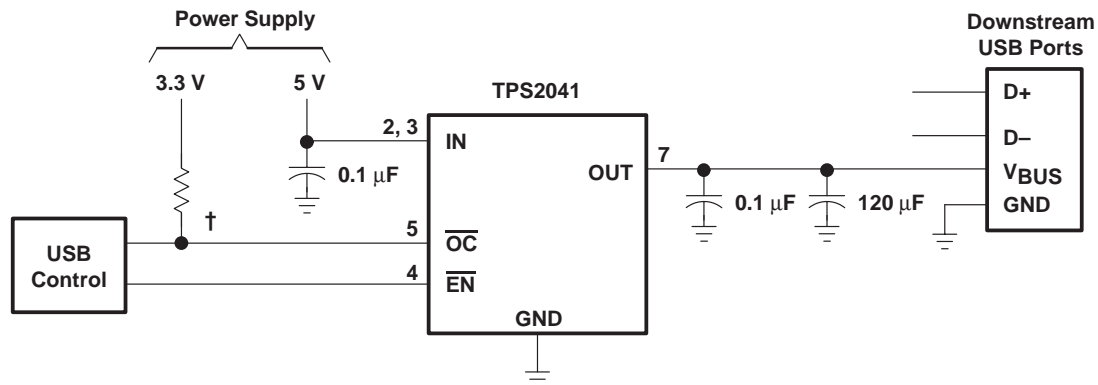 Power Supply
3.3 V
5 V
Downstream
USB Ports
TPS2041
2, 3
IN
0.1 μF
OUT
7
0.1 μF
120 μF
D+
D–
VBUS
GND
†
USB
Control
5
OC
4
EN
GND